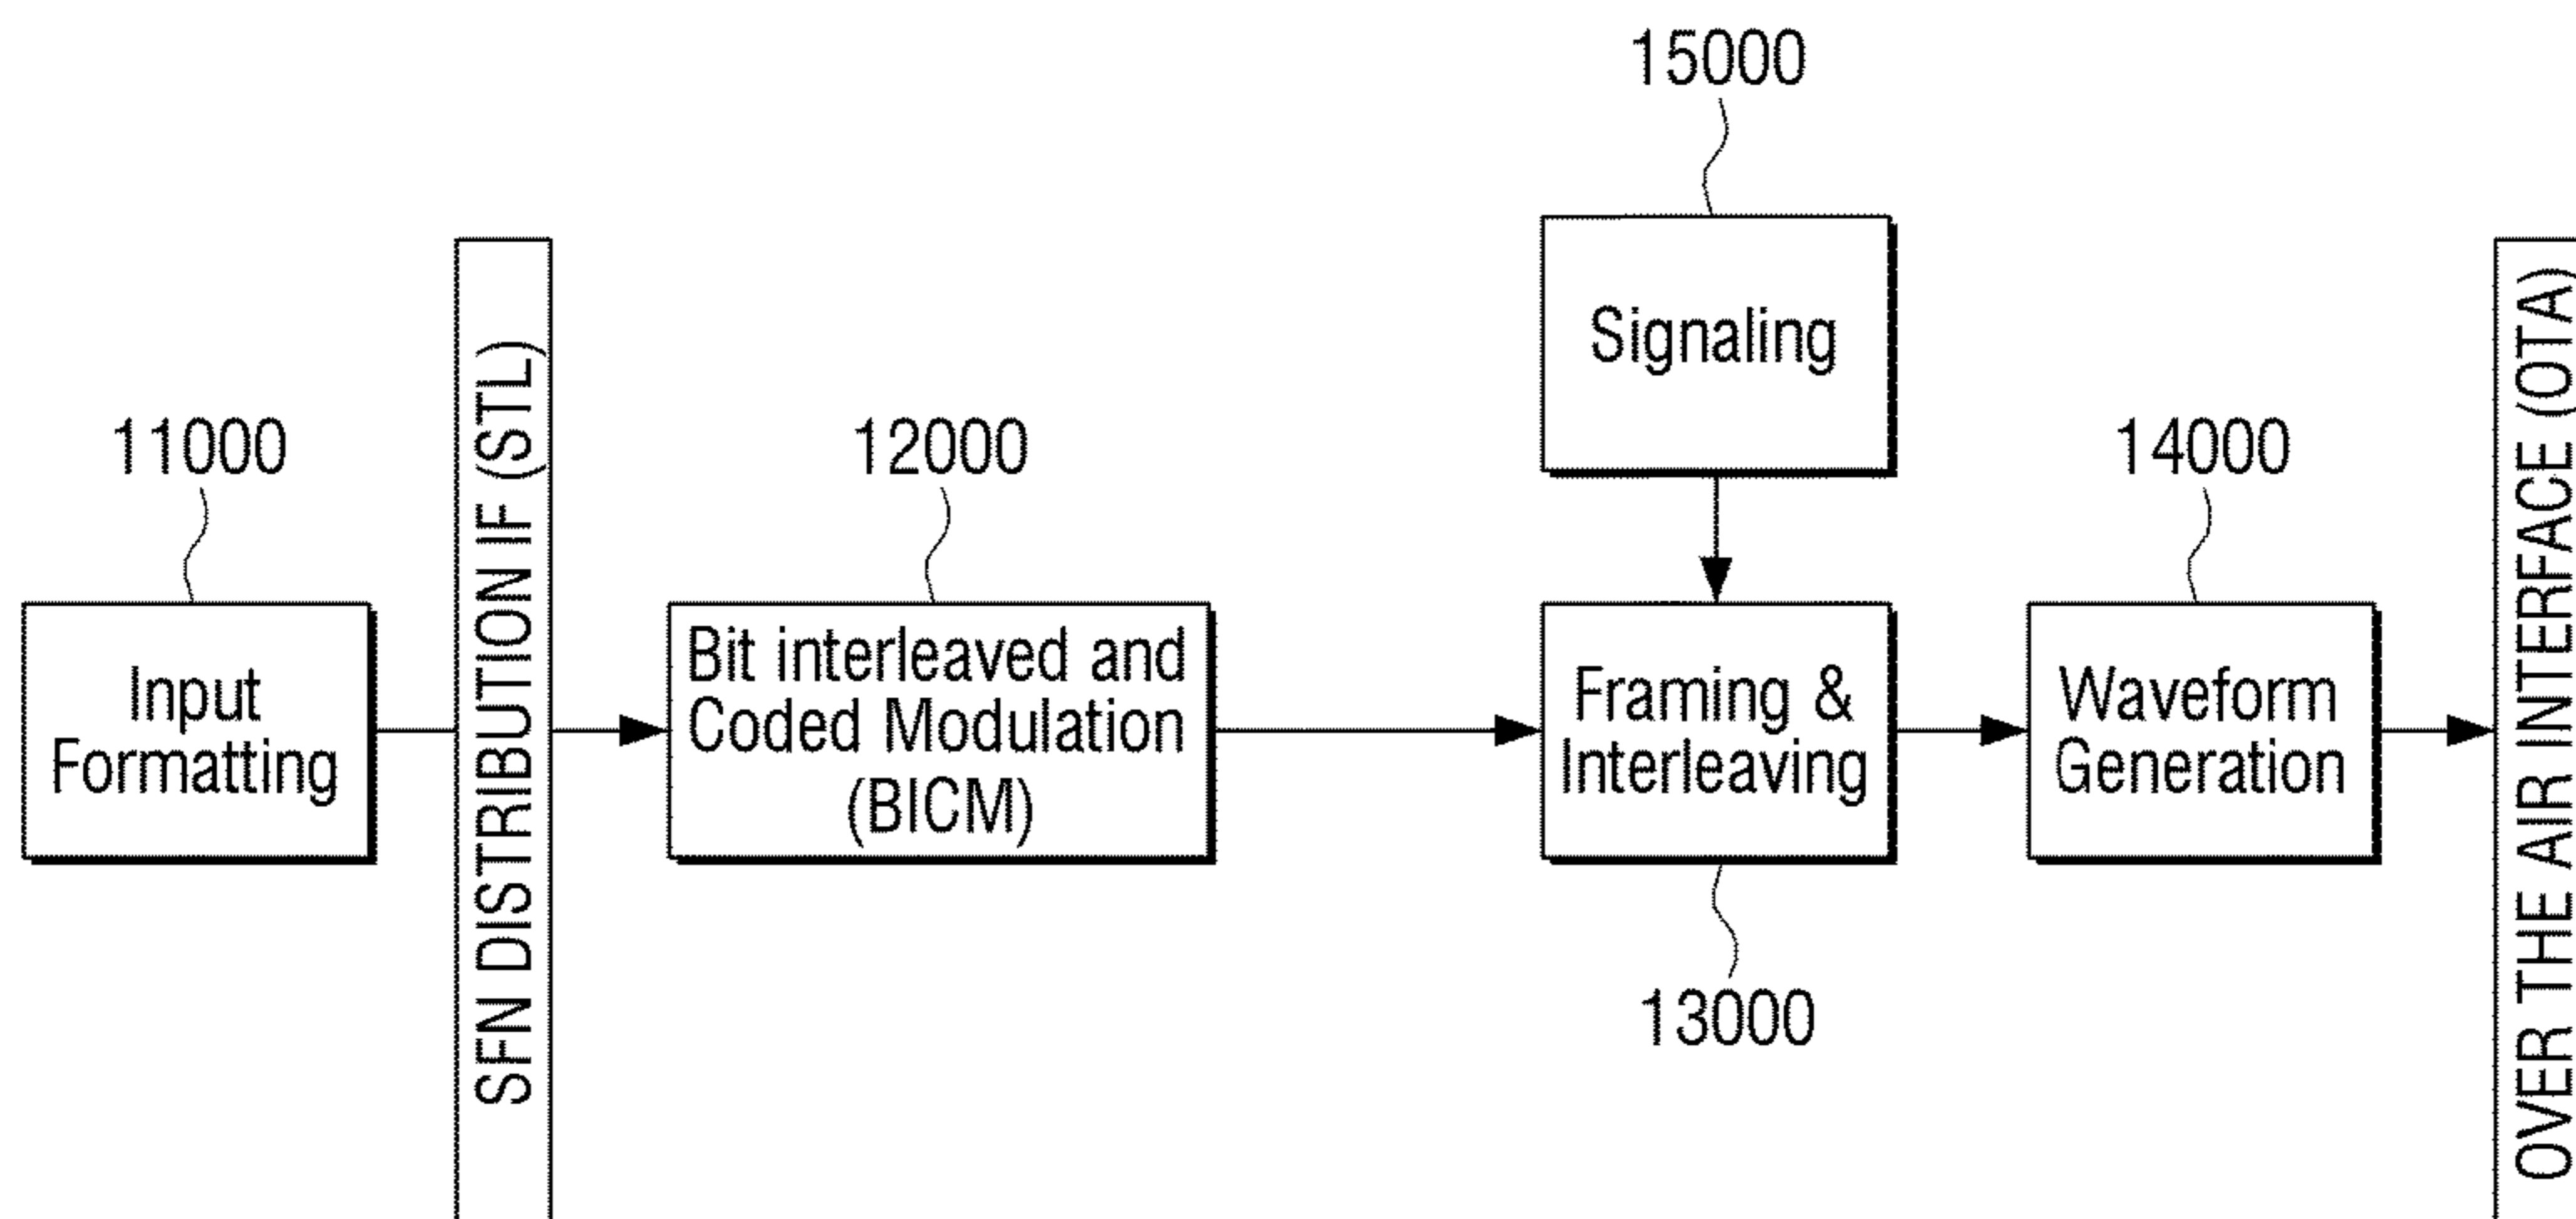 15000
Signaling
11000
Input
Formatting
SFN DISTRIBUTION IF (STL)
12000
Bit interleaved and
Coded Modulation
(BICM)
Framing &
Interleaving
13000
14000
Waveform
Generation
OVER THE AIR INTERFACE (OTA)